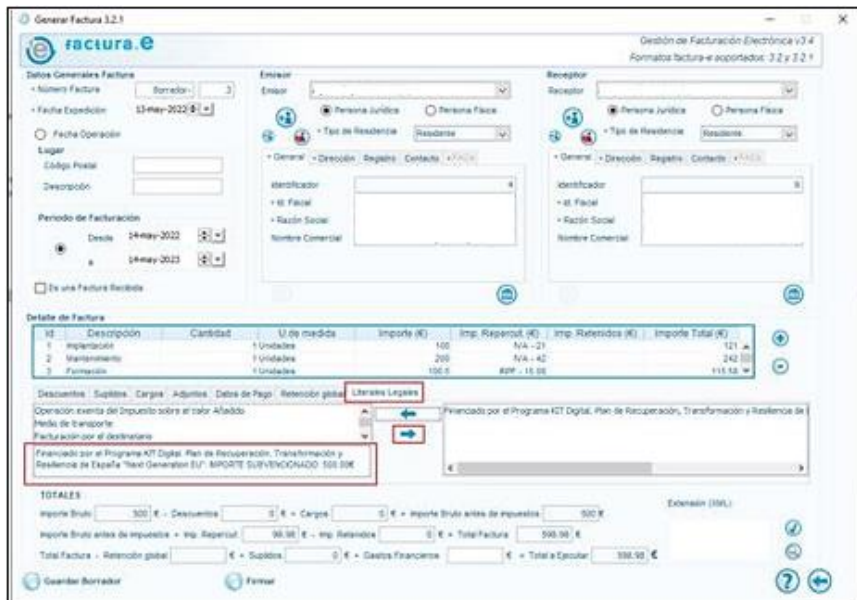 Generar Factura 3.2.1
factura.e
Gestión de Facturación Electrónica v3.4
Formatos factura-e soportados: 3.2 y 3.2.1
Datos Generales Factura
• Número Factura Borrador- 3
• Fecha Expedición 13-may-2022
Fecha Operación
Lugar
Código Postal
Descripción
Periodo de Facturación
Desde 14-may-2022
a 14-may-2023
Es una Factura Recibida
Emisor
Emisor
Persona Jurídica Persona Física
• Tipo de Residencia Residente
• General • Dirección Registro Contacto • FACe
Identificador 4
• Id. Fiscal
• Razón Social
Nombre Comercial
Receptor
Receptor
Persona Jurídica Persona Física
• Tipo de Residencia Residente
• General • Dirección Registro Contacto
Identificador
• Id. Fiscal
• Razón Social
Nombre Comercial
Detalle de Factura
Id Descripción Cantidad U.de medida Importe (€) Imp. Repercut. (€) Imp. Retenidos (€) Importe Total (€)
1 Implantación 1 Unidades 100 IVA - 21 121
2 Mantenimiento 1 Unidades 200 IVA - 42 242
3 Formación 1 Unidades
Descuentos Suplidos Cargos Adjuntos Datos de Pago Retención global Literales Legales
Operación exenta del Impuesto sobre el Valor Añadido
Medio de transporte
Facturación por el destinatario
Financiado por el Programa KIT Digital. Plan de Recuperación, Transformación y Resiliencia de
Financiado por el Programa KIT Digital. Plan de Recuperación, Transformación y
Resiliencia de España "Next Generation EU". IMPORTE SUBVENCIONADO: 500.00€
TOTALES
Importe Bruto 500 € - Descuentos 0 € + Cargos 0 € = Importe Bruto antes de impuestos 500 €
Importe Bruto antes de impuestos + Imp. Repercut. 98.98 € - Imp. Retenidos 0 € = Total Factura 598.98 €
Total Factura - Retención global € + Suplidos 0 € + Gastos Financieros € = Total a Ejecutar 598.98 €
Extensión (XML)
Guardar Borrador
Firmar